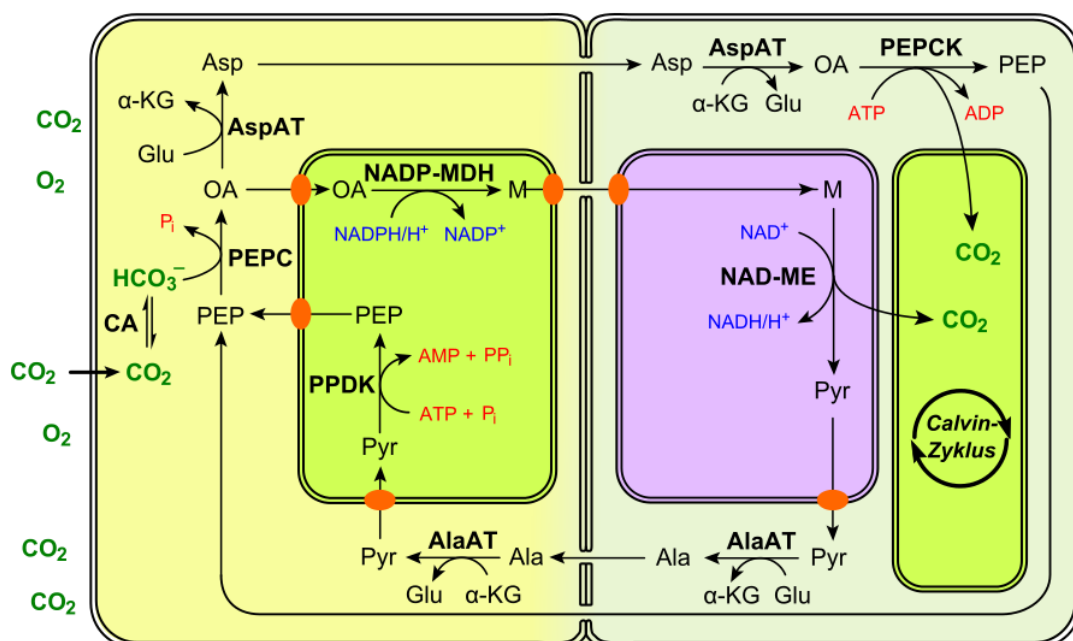 Asp
Asp
AspAT
OA
PEPCK
PEP
α-KG
Glu
ATP
ADP
CO₂
α-KG
AspAT
Glu
O₂
OA
OA
NADP-MDH
M
M
NADPH/H⁺
NADP⁺
Pᵢ
PEPC
HCO₃⁻
CA
PEP
PEP
NAD⁺
NAD-ME
NADH/H⁺
CO₂
CO₂
CO₂
CO₂
AMP + PPᵢ
PPDK
ATP + Pᵢ
Pyr
Pyr
O₂
Calvin-
Zyklus
CO₂
Pyr
AlaAT
Ala
Ala
AlaAT
Pyr
Glu
α-KG
α-KG
Glu
CO₂